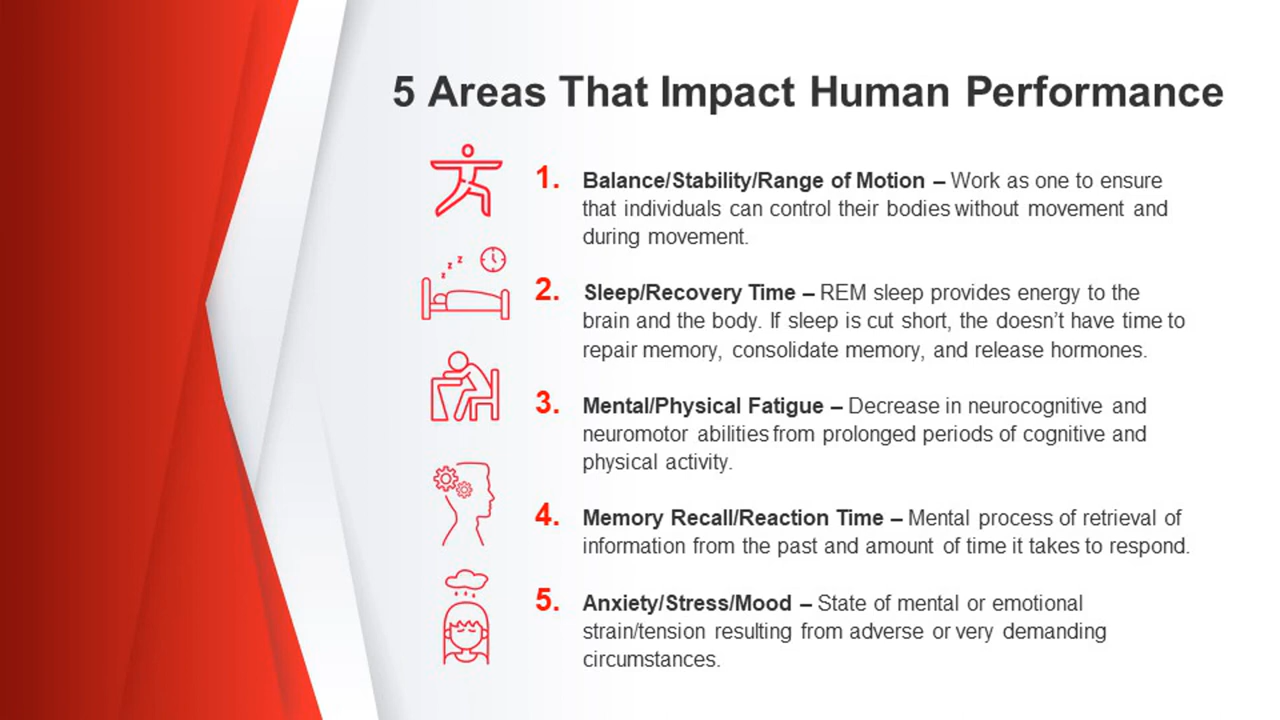 5 Areas That Impact Human Performance
1. Balance/Stability/Range of Motion – Work as one to ensure
that individuals can control their bodies without movement and
during movement.
z z z
2. Sleep/Recovery Time – REM sleep provides energy to the
brain and the body. If sleep is cut short, the doesn’t have time to
repair memory, consolidate memory, and release hormones.
3. Mental/Physical Fatigue – Decrease in neurocognitive and
neuromotor abilities from prolonged periods of cognitive and
physical activity.
4. Memory Recall/Reaction Time – Mental process of retrieval of
information from the past and amount of time it takes to respond.
5. Anxiety/Stress/Mood – State of mental or emotional
strain/tension resulting from adverse or very demanding
circumstances.